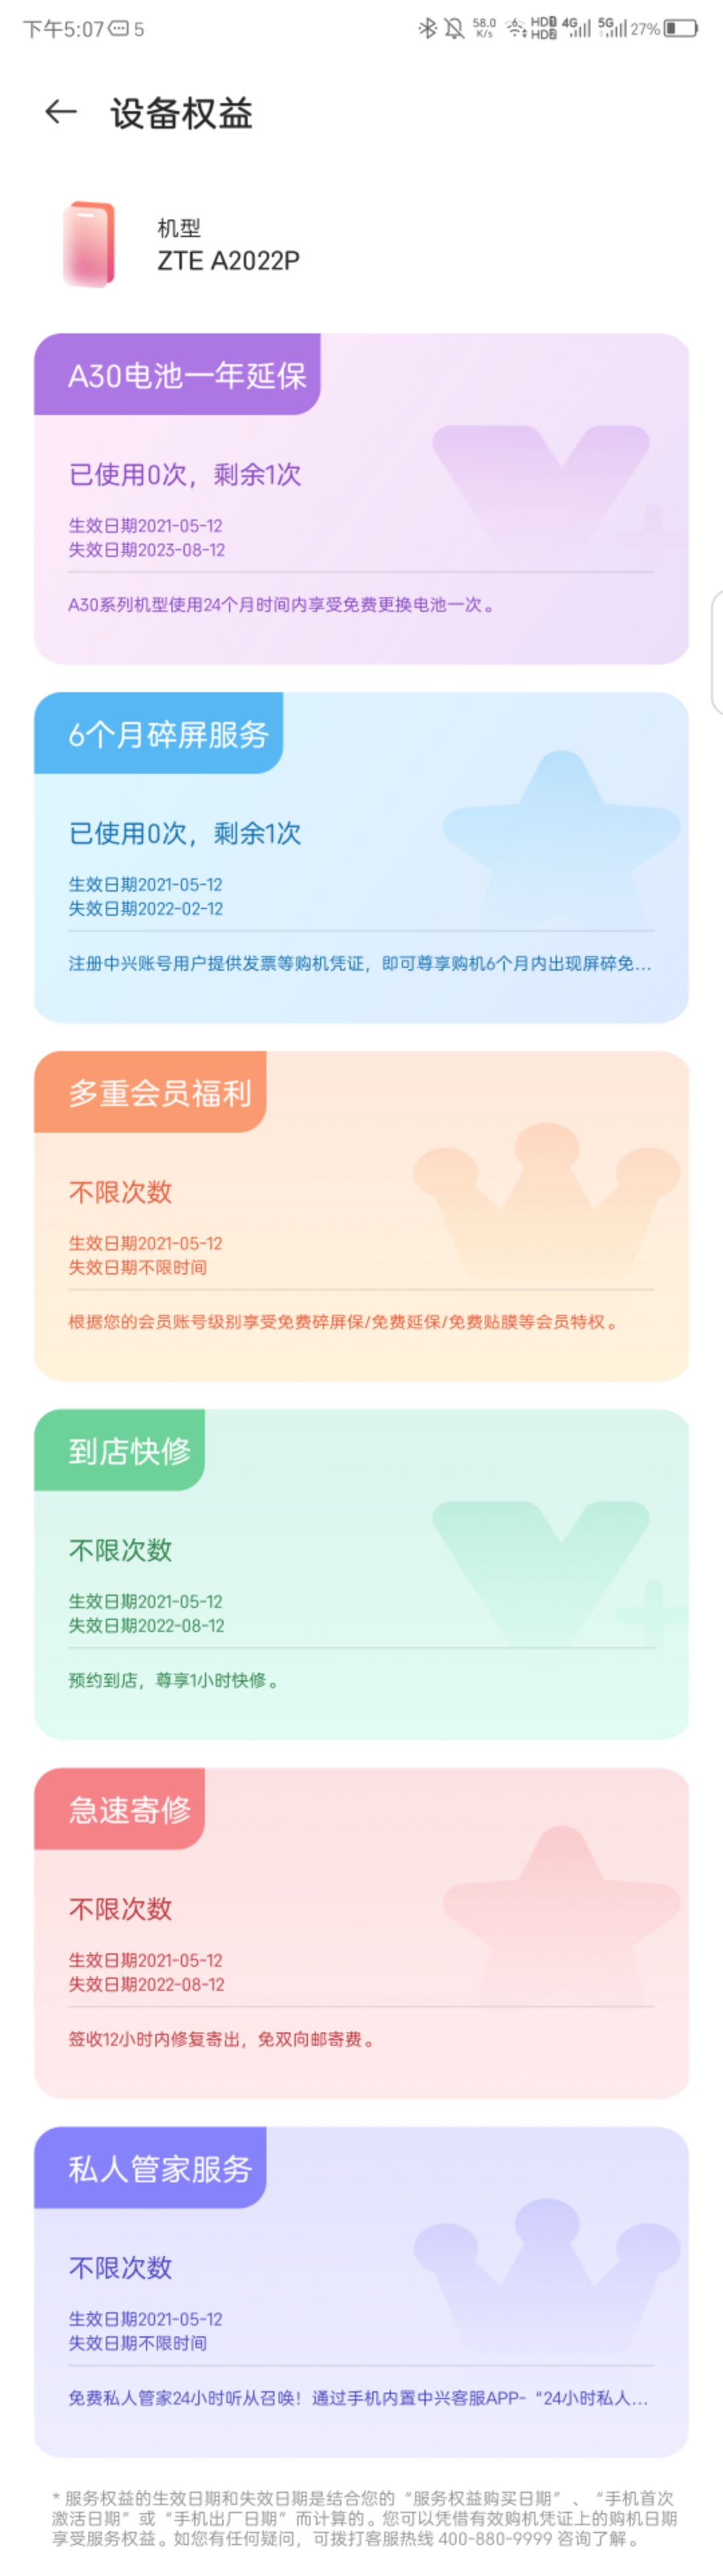 下午5:07 5
58.0 K/s 6 HD1 HD2 4G 5G 27%
设备权益
机型
ZTE A2022P
A30电池一年延保
已使用0次，剩余1次
生效日期2021-05-12
失效日期2023-08-12
A30系列机型使用24个月时间内享受免费更换电池一次。
6个月碎屏服务
已使用0次，剩余1次
生效日期2021-05-12
失效日期2022-02-12
注册中兴账号用户提供发票等购机凭证，即可尊享购机6个月内出现屏碎免...
多重会员福利
不限次数
生效日期2021-05-12
失效日期不限时间
根据您的会员账号级别享受免费碎屏保/免费延保/免费贴膜等会员特权。
到店快修
不限次数
生效日期2021-05-12
失效日期2022-08-12
预约到店，尊享1小时快修。
急速寄修
不限次数
生效日期2021-05-12
失效日期2022-08-12
签收12小时内修复寄出，免双向邮寄费。
私人管家服务
不限次数
生效日期2021-05-12
失效日期不限时间
免费私人管家24小时听从召唤！通过手机内置中兴客服APP-“24小时私人...
* 服务权益的生效日期和失效日期是结合您的“服务权益购买日期”、“手机首次
激活日期”或“手机出厂日期”而计算的。您可以凭借有效购机凭证上的购机日期
享受服务权益。如您有任何疑问，可拨打客服热线 400-880-9999 咨询了解。